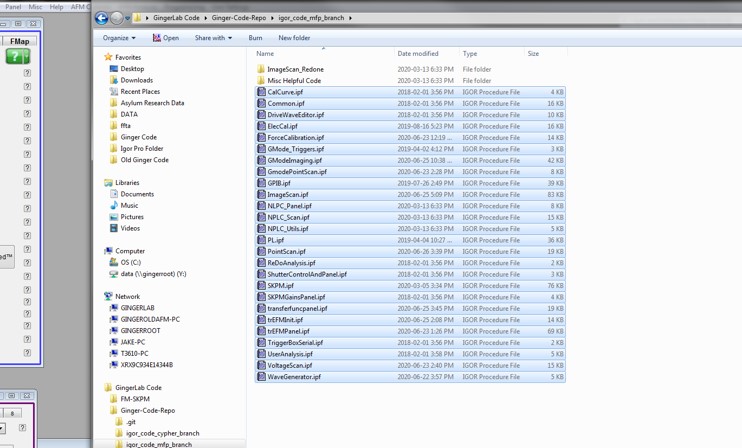 Panel Misc Help AFM C
GingerLab Code Ginger-Code-Repo igor_code_mfp_branch
Organize Open Share with Burn New folder
FMap
Name Date modified Type Size
Favorites
Desktop
Downloads
Recent Places
Asylum Research Data
DATA
ffta
Ginger Code
Igor Pro Folder
Old Ginger Code
Libraries
Documents
Music
Pictures
Videos
Computer
OS (C:)
data (\\gingerroot) (Y:)
Network
GINGERLAB
GINGEROLDAFM-PC
GINGERROOT
JAKE-PC
T3610-PC
XRX9C934E14344B
GingerLab Code
FM-SKPM
Ginger-Code-Repo
.git
igor_code_cypher_branch
igor_code_mfp_branch
ImageScan_Redone 2020-03-13 6:33 PM File folder
Misc Helpful Code 2020-03-13 6:33 PM File folder
CalCurve.ipf 2018-02-01 3:56 PM IGOR Procedure File 4 KB
Common.ipf 2018-02-01 3:56 PM IGOR Procedure File 16 KB
DriveWaveEditor.ipf 2018-02-01 3:56 PM IGOR Procedure File 10 KB
ElecCal.ipf 2019-08-16 5:23 PM IGOR Procedure File 16 KB
ForceCalibration.ipf 2020-06-23 12:19 ... IGOR Procedure File 14 KB
GMode_Triggers.ipf 2019-04-02 4:12 PM IGOR Procedure File 3 KB
GModeImaging.ipf 2020-06-25 10:38 ... IGOR Procedure File 42 KB
GmodePointScan.ipf 2020-06-23 2:28 PM IGOR Procedure File 8 KB
GPIB.ipf 2019-07-26 2:49 PM IGOR Procedure File 39 KB
ImageScan.ipf 2020-06-25 5:09 PM IGOR Procedure File 83 KB
NLPC_Panel.ipf 2020-03-13 6:33 PM IGOR Procedure File 8 KB
NPLC_Scan.ipf 2020-03-13 6:33 PM IGOR Procedure File 15 KB
NPLC_Utils.ipf 2020-03-13 6:33 PM IGOR Procedure File 5 KB
PL.ipf 2019-04-04 10:27 ... IGOR Procedure File 36 KB
PointScan.ipf 2020-06-26 3:39 PM IGOR Procedure File 19 KB
ReDoAnalysis.ipf 2018-02-01 3:56 PM IGOR Procedure File 2 KB
ShutterControlAndPanel.ipf 2018-02-01 3:56 PM IGOR Procedure File 3 KB
SKPM.ipf 2020-03-05 3:34 PM IGOR Procedure File 76 KB
SKPMGainsPanel.ipf 2018-02-01 3:56 PM IGOR Procedure File 4 KB
transferfuncpanel.ipf 2020-06-25 3:45 PM IGOR Procedure File 19 KB
trEFMInit.ipf 2020-06-25 2:08 PM IGOR Procedure File 4 KB
trEFMPanel.ipf 2020-06-23 1:26 PM IGOR Procedure File 69 KB
TriggerBoxSerial.ipf 2018-02-01 3:56 PM IGOR Procedure File 2 KB
UserAnalysis.ipf 2018-02-01 3:58 PM IGOR Procedure File 5 KB
VoltageScan.ipf 2020-06-23 2:40 PM IGOR Procedure File 15 KB
WaveGenerator.ipf 2020-06-22 3:57 PM IGOR Procedure File 5 KB